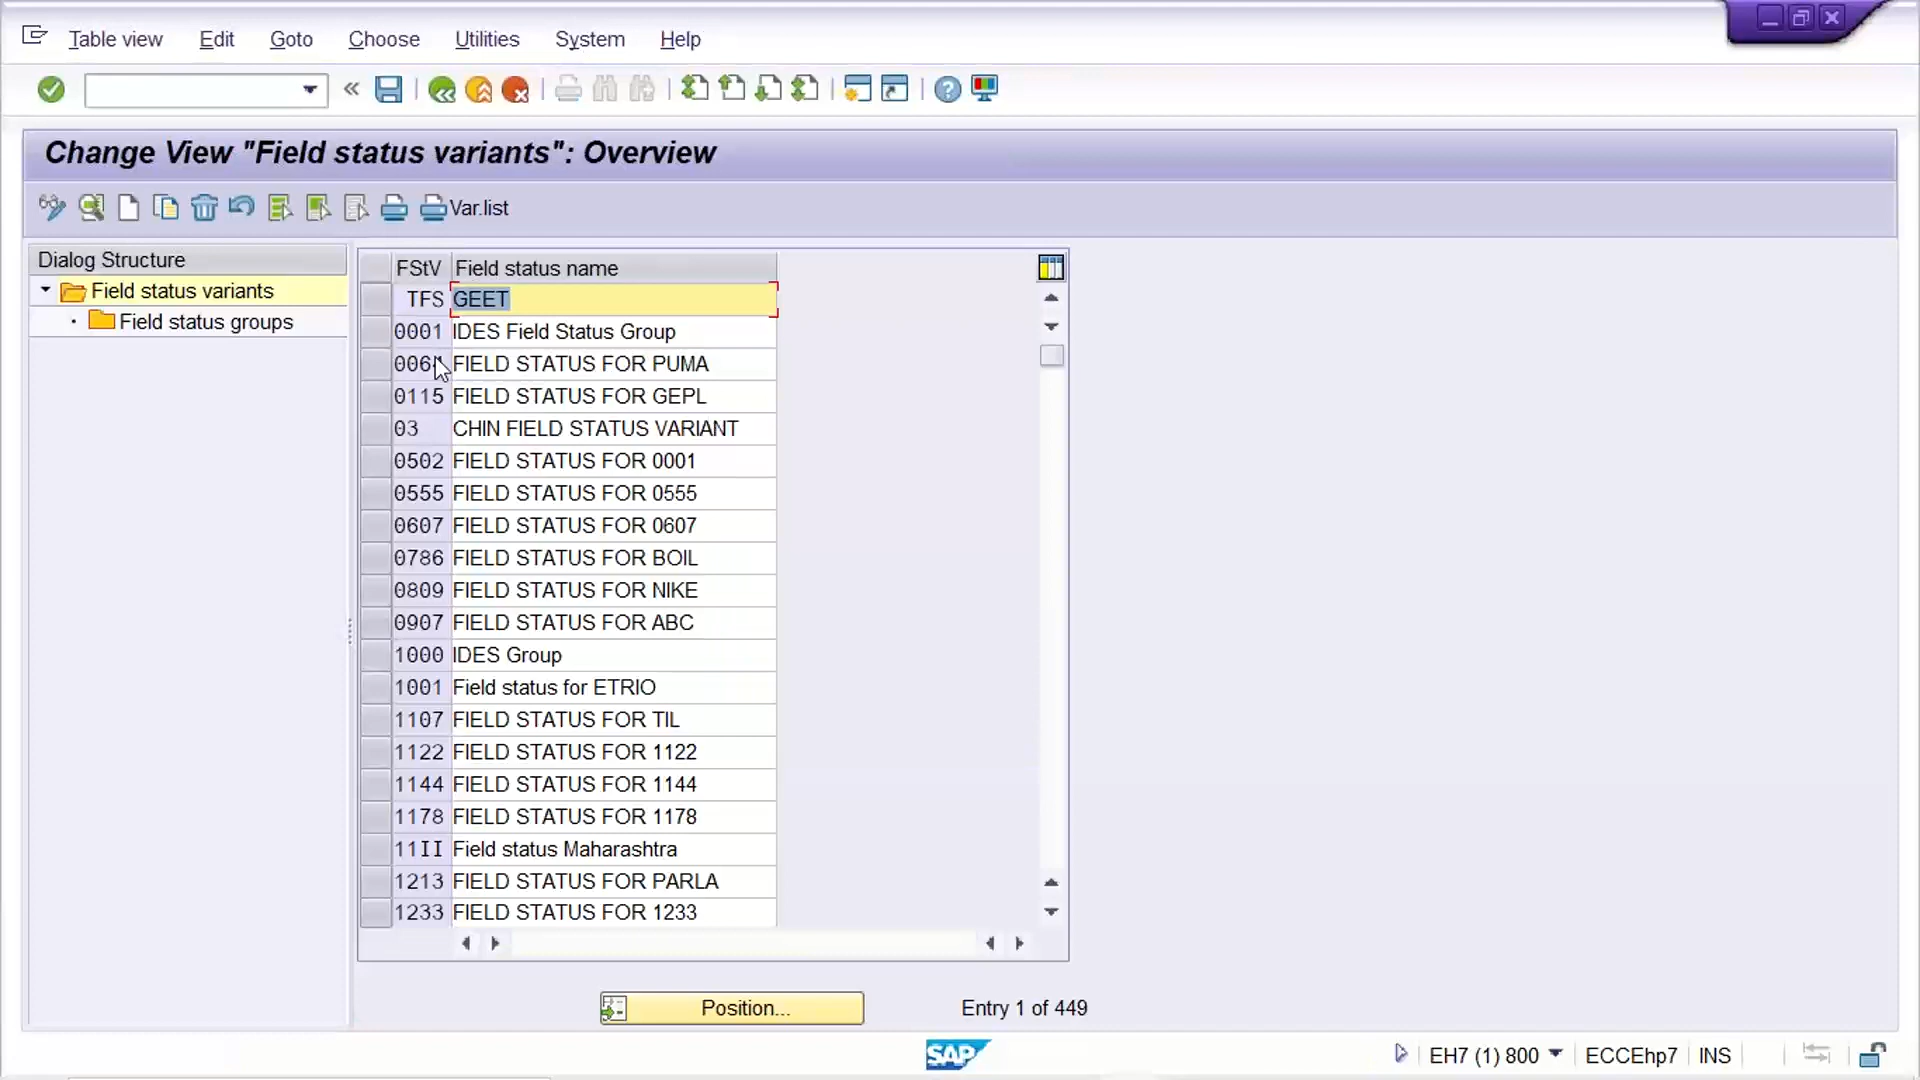 Table view Edit Goto Choose Utilities System Help
Change View "Field status variants": Overview
Var.list
Dialog Structure
Field status variants
Field status groups
FStV Field status name
TFS GEET
0001 IDES Field Status Group
006 FIELD STATUS FOR PUMA
0115 FIELD STATUS FOR GEPL
03 CHIN FIELD STATUS VARIANT
0502 FIELD STATUS FOR 0001
0555 FIELD STATUS FOR 0555
0607 FIELD STATUS FOR 0607
0786 FIELD STATUS FOR BOIL
0809 FIELD STATUS FOR NIKE
0907 FIELD STATUS FOR ABC
1000 IDES Group
1001 Field status for ETRIO
1107 FIELD STATUS FOR TIL
1122 FIELD STATUS FOR 1122
1144 FIELD STATUS FOR 1144
1178 FIELD STATUS FOR 1178
11II Field status Maharashtra
1213 FIELD STATUS FOR PARLA
1233 FIELD STATUS FOR 1233
Position... Entry 1 of 449
SAP EH7 (1) 800 ECCEhp7 INS